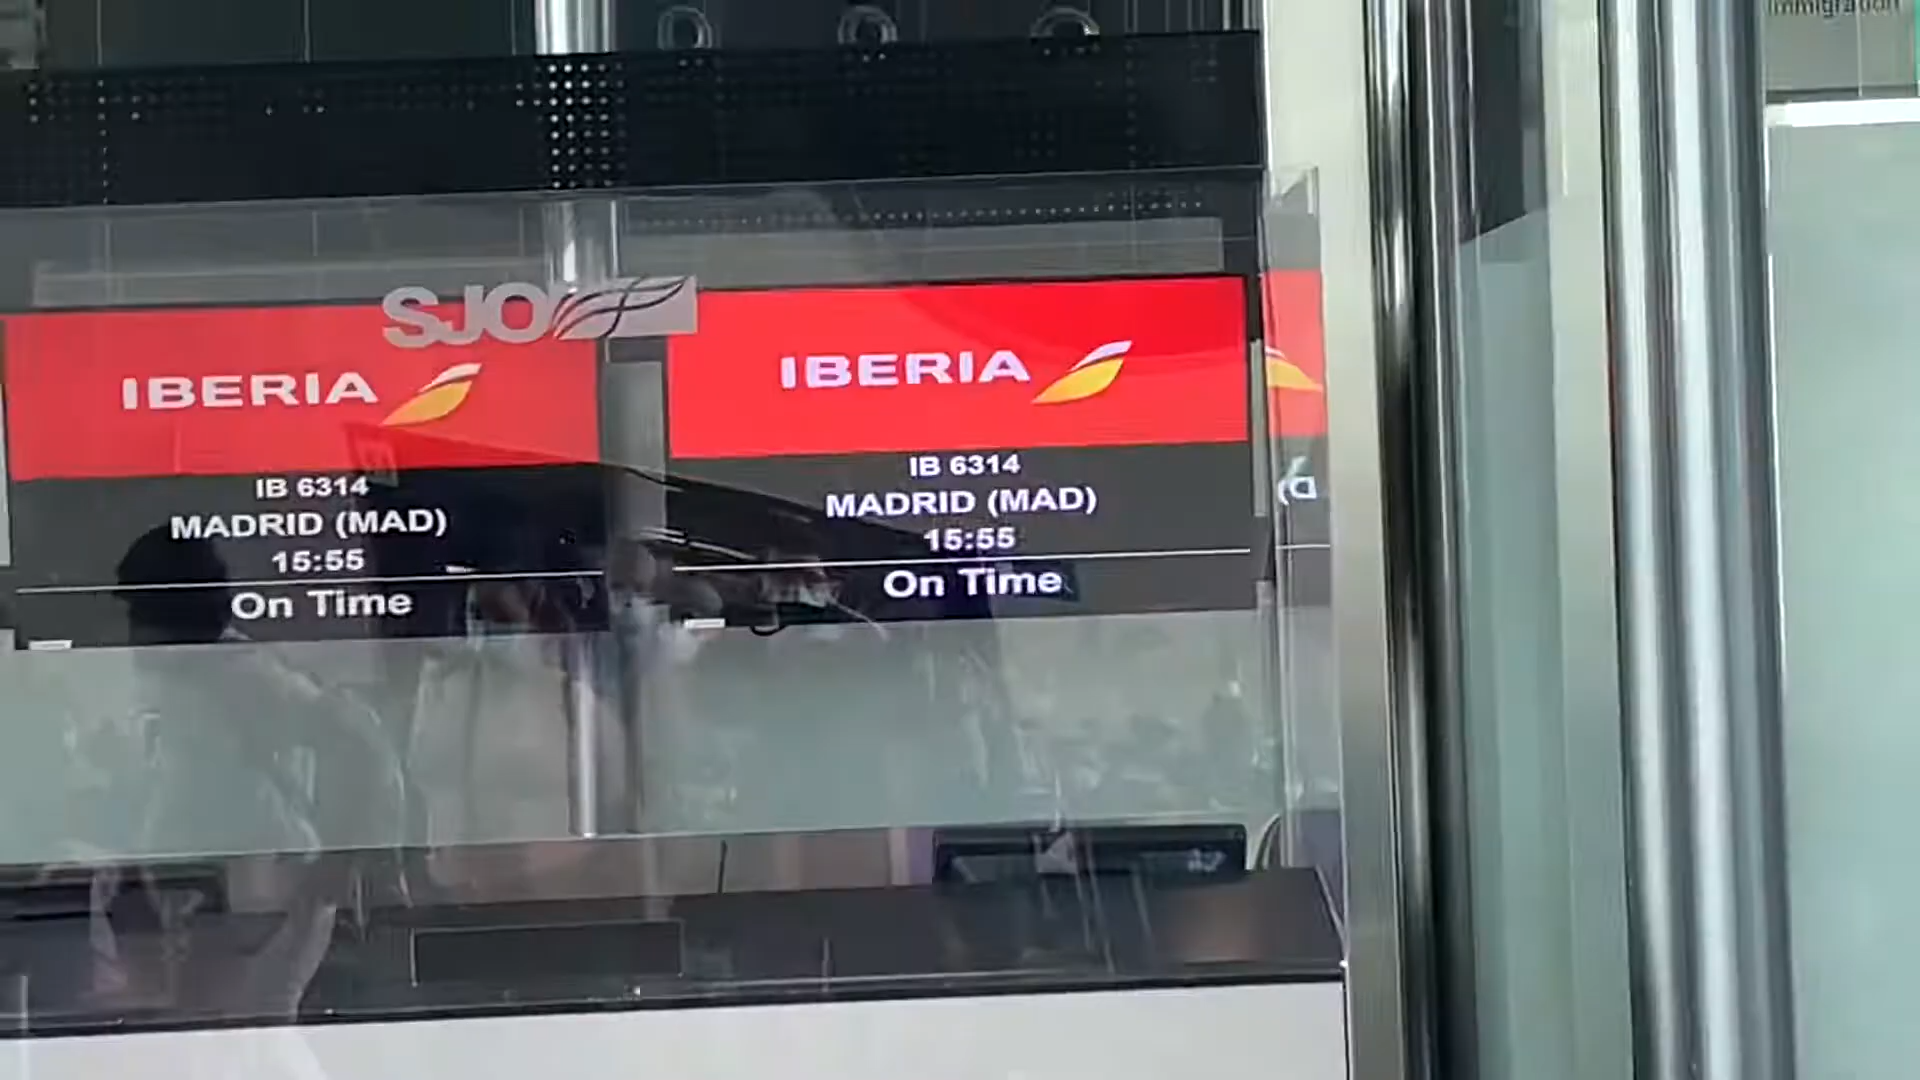 immigration
SJO
IBERIA
IB 6314
MADRID (MAD)
15:55
On Time
IBERIA
IB 6314
MADRID (MAD)
15:55
On Time